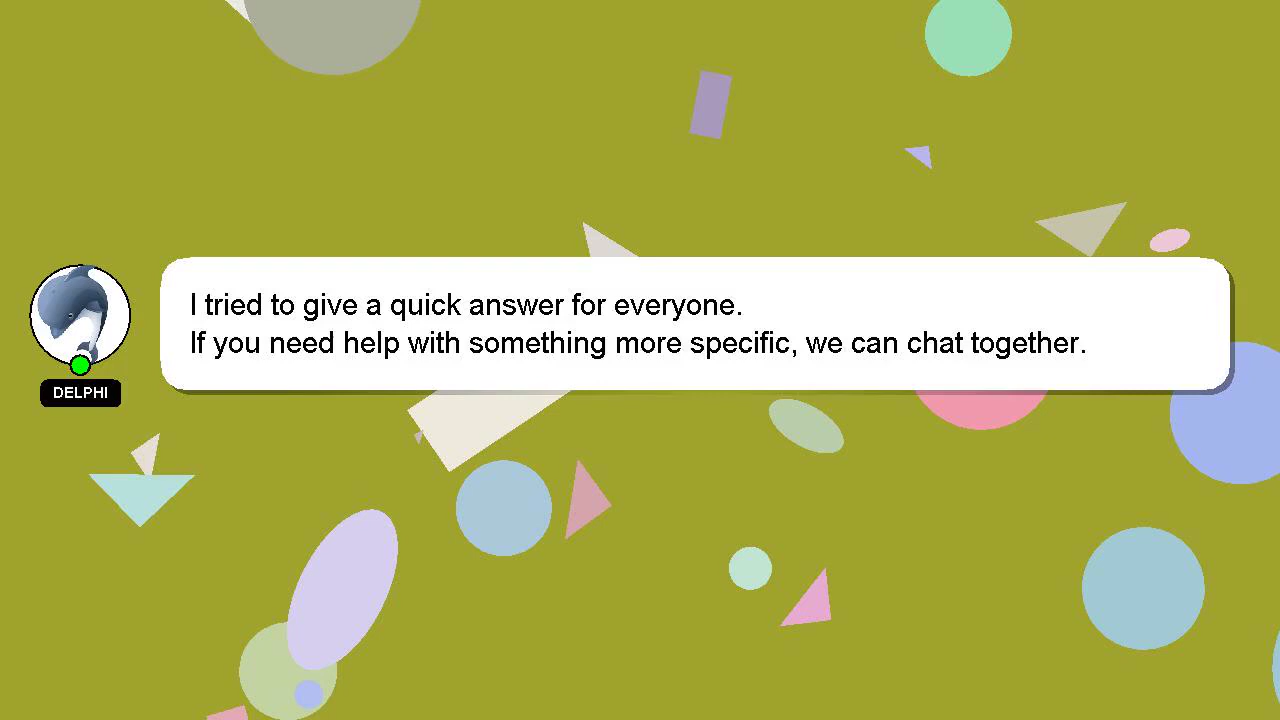 I tried to give a quick answer for everyone.
If you need help with something more specific, we can chat together.
DELPHI